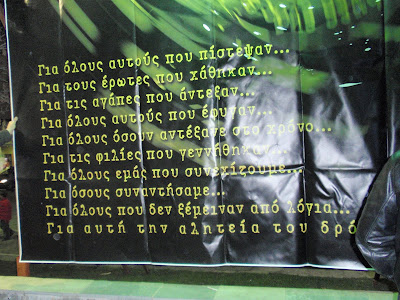 Για όλους αυτούς που πίστεψαν...
Για τους έρωτες που χάθηκαν...
Για τις αγάπες που άντεξαν...
Για όλους αυτούς που έφυγαν...
Για όλους όσουν αντέξανε στο χρόνο...
Για τις φιλίες που γεννήθηκαν...
Για όλους εμάς που συνεχίζουμε...
Για όσους συναντήσαμε...
Για όλους που δεν ξέμειναν από λόγια...
Για αυτή την αλητεία του δρό